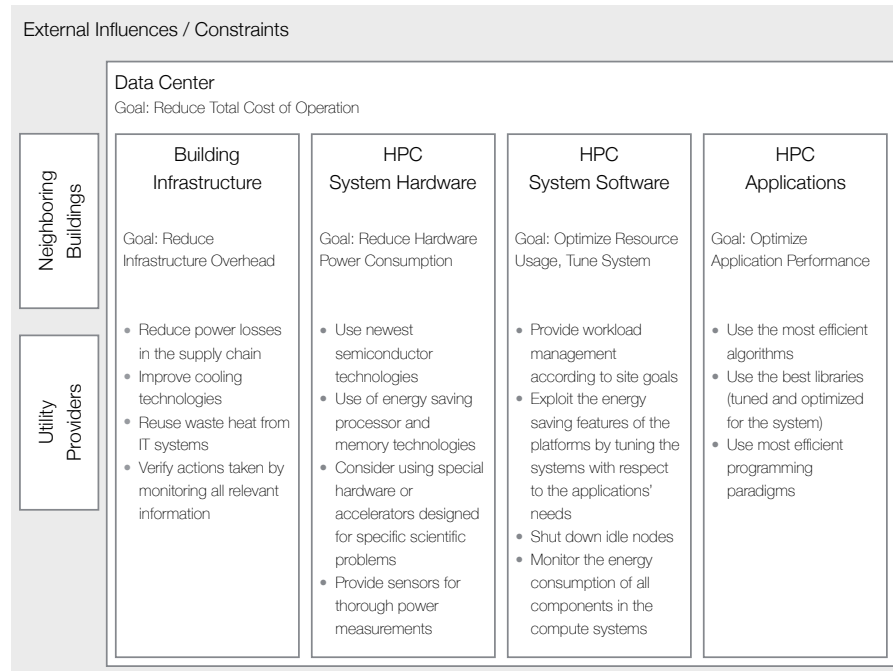 External Influences / Constraints
Data Center
Goal: Reduce Total Cost of Operation
Neighboring
Buildings
Utility
Providers
Building
Infrastructure
Goal: Reduce
Infrastructure Overhead
• Reduce power losses
in the supply chain
• Improve cooling
technologies
• Reuse waste heat from
IT systems
• Verify actions taken by
monitoring all relevant
information
HPC
System Hardware
Goal: Reduce Hardware
Power Consumption
• Use newest
semiconductor
technologies
• Use of energy saving
processor and
memory technologies
• Consider using special
hardware or
accelerators designed
for specific scientific
problems
• Provide sensors for
thorough power
measurements
HPC
System Software
Goal: Optimize Resource
Usage, Tune System
• Provide workload
management
according to site goals
• Exploit the energy
saving features of the
platforms by tuning the
systems with respect
to the applications'
needs
• Shut down idle nodes
• Monitor the energy
consumption of all
components in the
compute systems
HPC
Applications
Goal: Optimize
Application Performance
• Use the most efficient
algorithms
• Use the best libraries
(tuned and optimized
for the system)
• Use most efficient
programming
paradigms